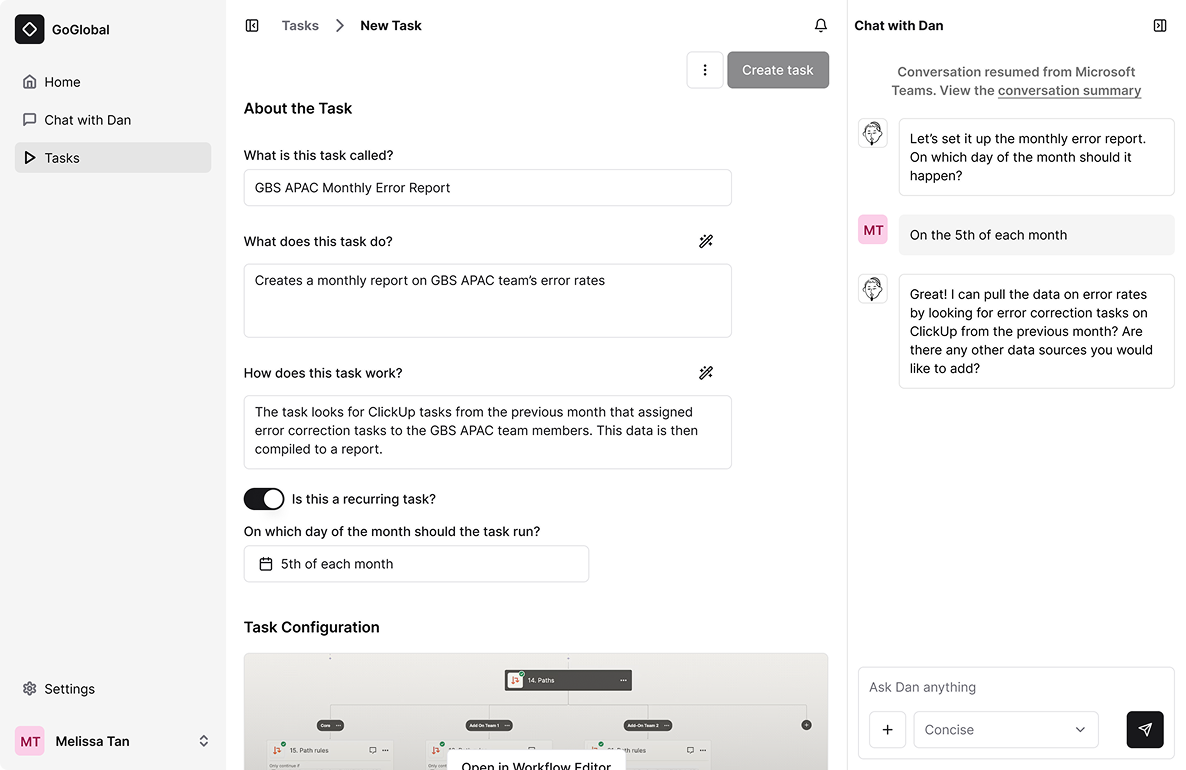 GoGlobal
Home
Chat with Dan
Tasks
Settings
MT
Melissa Tan
Tasks
New Task
Create task
About the Task
What is this task called?
GBS APAC Monthly Error Report
What does this task do?
Creates a monthly report on GBS APAC team’s error rates
How does this task work?
The task looks for ClickUp tasks from the previous month that assigned
error correction tasks to the GBS APAC team members. This data is then
compiled to a report.
Is this a recurring task?
On which day of the month should the task run?
5th of each month
Task Configuration
14. Paths
Core
Add On Team 1
Add-On Team 2
15. Path rules
Path rules
Only continue if
Open in Workflow Editor
Chat with Dan
Conversation resumed from Microsoft
Teams. View the conversation summary
Let’s set it up the monthly error report.
On which day of the month should it
happen?
MT
On the 5th of each month
Great! I can pull the data on error rates
by looking for error correction tasks on
ClickUp from the previous month? Are
there any other data sources you would
like to add?
Ask Dan anything
Concise